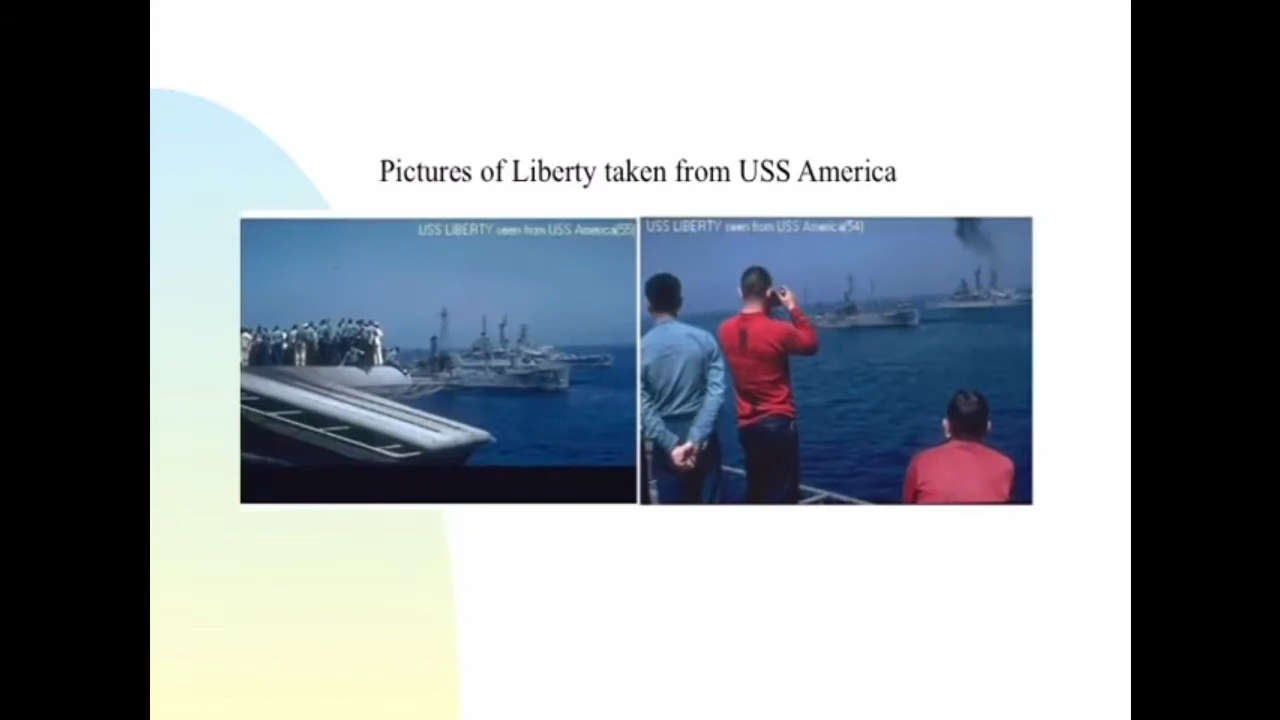 Pictures of Liberty taken from USS America
USS LIBERTY seen from USS America(55)
USS LIBERTY seen from USS America(54)